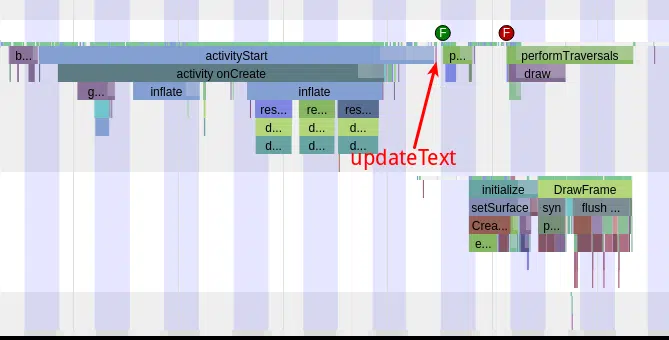 F F
b... activityStart p... performTraversals
activity onCreate draw
g... inflate inflate
res... re... res...
d... d... d...
d... d... d...
updateText
initialize DrawFrame
setSurface syn flush ...
Crea... p...
e...